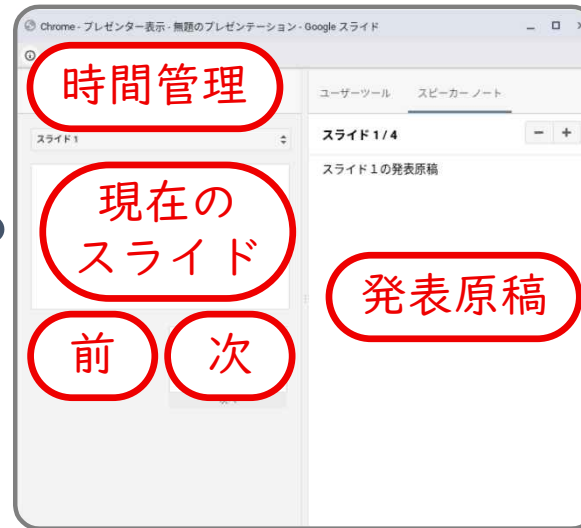 Chrome - プレゼンター表示 - 無題のプレゼンテーション - Google スライド
時間管理
ユーザーツール スピーカー ノート
スライド 1
スライド 1 / 4
スライド１の発表原稿
現在の
スライド
発表原稿
前
次